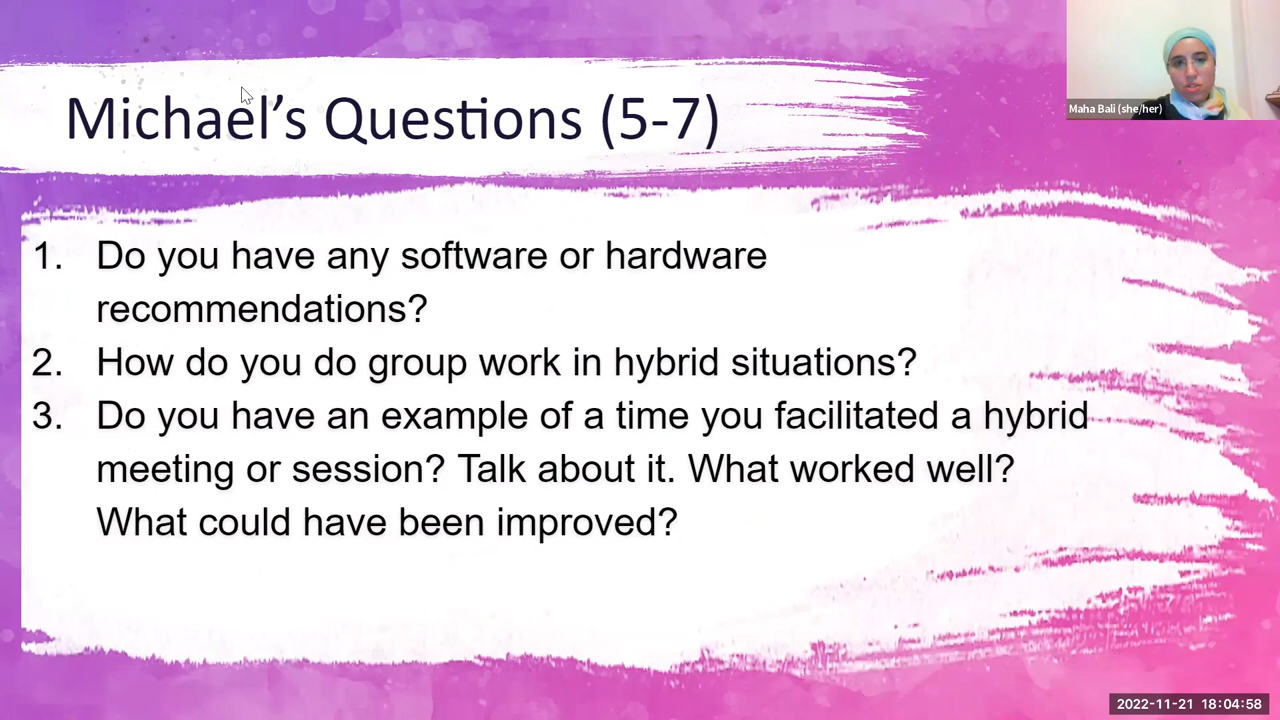 Michael's Questions (5-7)
Maha Bali (she/her)
1. Do you have any software or hardware
recommendations?
2. How do you do group work in hybrid situations?
3. Do you have an example of a time you facilitated a hybrid
meeting or session? Talk about it. What worked well?
What could have been improved?
2022-11-21 18:04:58